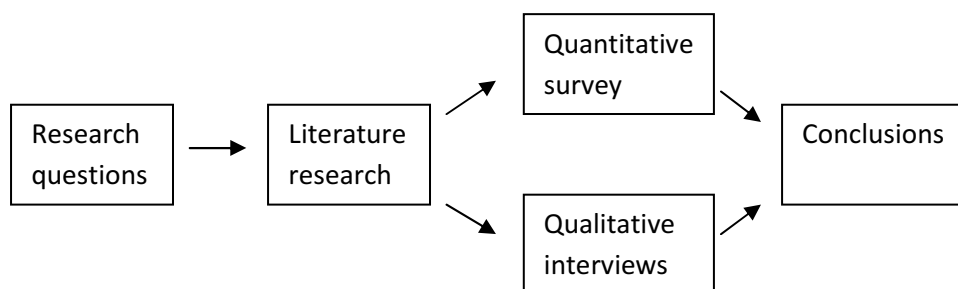 Research
questions
Literature
research
Quantitative
survey
Qualitative
interviews
Conclusions